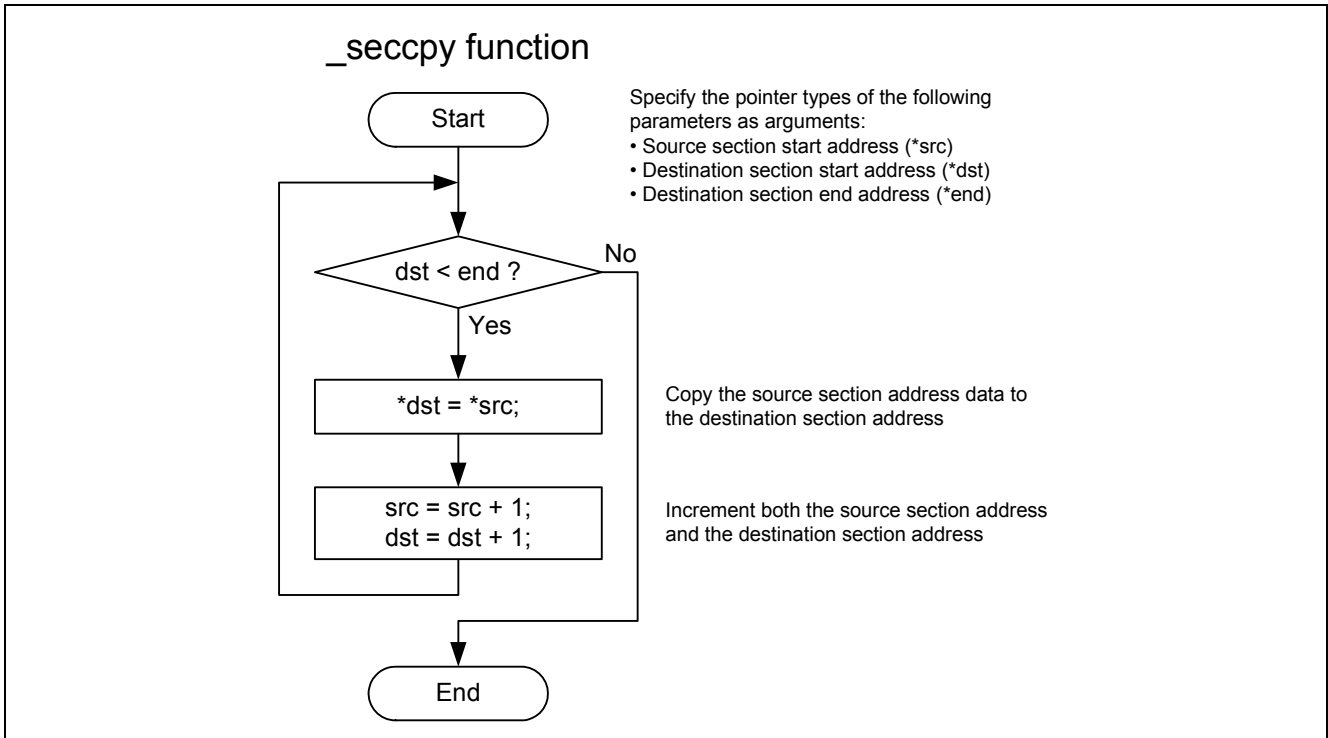 _seccpy function
Start
Specify the pointer types of the following
parameters as arguments:
• Source section start address (*src)
• Destination section start address (*dst)
• Destination section end address (*end)
dst < end ?
No
Yes
*dst = *src;
Copy the source section address data to
the destination section address
src = src + 1;
dst = dst + 1;
Increment both the source section address
and the destination section address
End